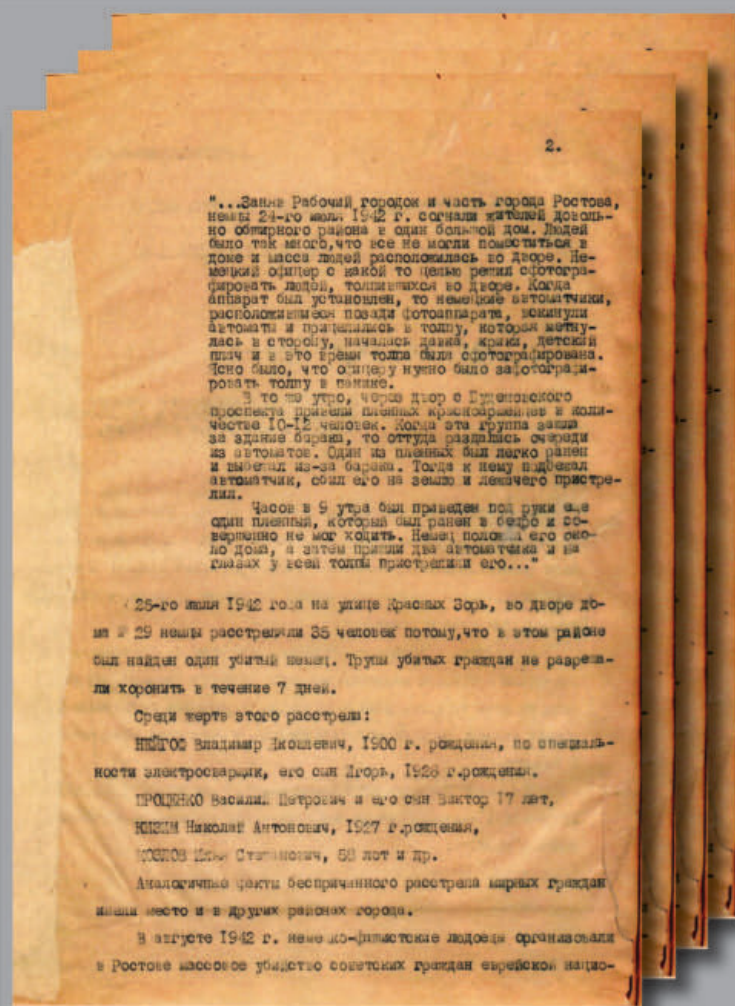 2.
"...Заняв Рабочий городок и часть города Ростова,
немцы 24-го июля 1942 г. согнали жителей доволь-
но обширного района в один большой дом. Людей
было так много,что все не могли поместиться в
доме и масса людей расположилась во дворе. Не-
мецкий офицер с какой то целью решил сфотогра-
фировать людей, толпившихся во дворе. Когда
аппарат был установлен, то немецкие автоматчики,
расположившиеся позади фотоаппарата, вскинули
автоматы и прицелились в толпу, которая метну-
лась в сторону, началась давка, крики, детский
плач и в это время толпа была сфотографирована.
Ясно было, что офицеру нужно было зафотографи-
ровать толпу в панике.
В то же утро, через двор с Буденовского
проспекта привели пленных красноармейцев в коли-
честве 10-12 человек. Когда эта группа зашла
за здание барака, то оттуда раздались очереди
из автоматов. Один из пленных был легко ранен
и выбежал из-за барака. Тогда к нему подбежал
автоматчик, сбил его на землю и лежачего пристре-
лил.
Часов в 9 утра был приведен под руки еще
один пленный, который был ранен в бедро и со-
вершенно не мог ходить. Немец положил его око-
ло дома, а затем пришли два автоматчика и на
глазах у всей толпы пристрелили его..."
25-го июля 1942 года на улице Красных Зорь, во дворе до-
ма № 29 немцы расстреляли 35 человек потому,что в этом районе
был найден один убитый немец. Трупы убитых граждан не разреша-
ли хоронить в течение 7 дней.
Среди жертв этого расстрела:
НЕЙГОФ Владимир Яковлевич, 1900 г. рождения, по специаль-
ности электросварщик, его сын Игорь, 1926 г.рождения.
ПРОЦЕНКО Василий Петрович и его сын Виктор 17 лет,
КИЗИМ Николай Антонович, 1927 г.рождения,
КОЗЛОВ Степанович, 58 лет и др.
Аналогичные факты беспричинного расстрела мирных граждан
имели место и в других районах города.
В августе 1942 г. немецко-фашистские людоеды организовали
в Ростове массовое убийство советских граждан еврейской нацио-